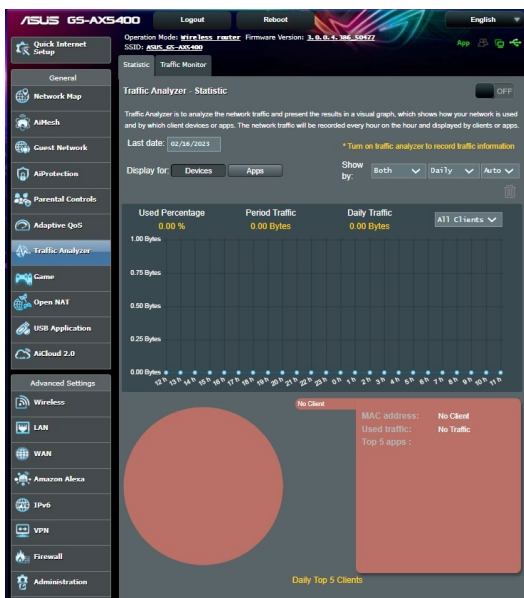 ASUS GS-AX5400
Logout
Reboot
English
Operation Mode: Wireless router Firmware Version: 3.0.0.4.386_50477
SSID: ASUS_GS-AX5400
App
Quick Internet Setup
Statistic
Traffic Monitor
General
Network Map
AiMesh
Guest Network
AiProtection
Parental Controls
Adaptive QoS
Traffic Analyzer
Game
Open NAT
USB Application
AiCloud 2.0
Advanced Settings
Wireless
LAN
WAN
Amazon Alexa
IPv6
VPN
Firewall
Administration
Traffic Analyzer - Statistic
OFF
Traffic Analyzer is to analyze the network traffic and present the results in a visual graph, which shows how your network is used
and by which client devices or apps. The network traffic will be recorded every hour on the hour and displayed by clients or apps.
Last date: 02/16/2023
* Turn on traffic analyzer to record traffic information
Display for: Devices Apps
Show by: Both Daily Auto
Used Percentage
0.00 %
Period Traffic
0.00 Bytes
Daily Traffic
0.00 Bytes
All Clients
1.00 Bytes
0.75 Bytes
0.50 Bytes
0.25 Bytes
0.00 Bytes
12 h 13 h 14 h 15 h 16 h 17 h 18 h 19 h 20 h 21 h 22 h 23 h 0 h 1 h 2 h 3 h 4 h 5 h 6 h 7 h 8 h 9 h 10 h 11 h
No Client
MAC address: No Client
Used traffic: No Traffic
Top 5 apps :
Daily Top 5 Clients